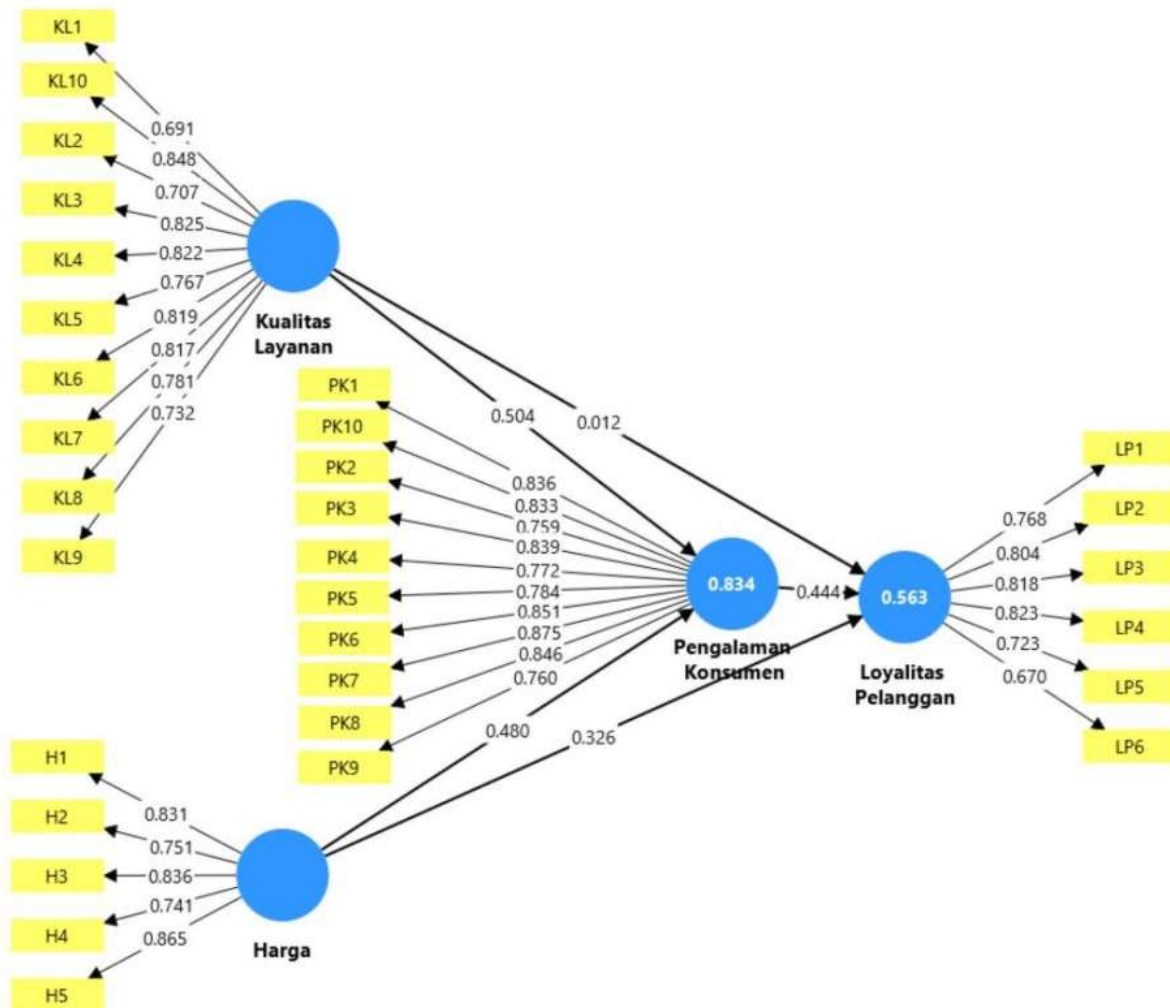 KL1
KL10
KL2
KL3
KL4
KL5
KL6
KL7
KL8
KL9
0.691
0.848
0.707
0.825
0.822
0.767
0.819
0.817
0.781
0.732
Kualitas
Layanan
0.504
0.012
PK1
PK10
PK2
PK3
PK4
PK5
PK6
PK7
PK8
PK9
0.836
0.833
0.759
0.839
0.772
0.784
0.851
0.875
0.846
0.760
0.834
Pengalaman
Konsumen
0.444
0.563
Loyalitas
Pelanggan
0.768
0.804
0.818
0.823
0.723
0.670
LP1
LP2
LP3
LP4
LP5
LP6
0.480
0.326
H1
H2
H3
H4
H5
0.831
0.751
0.836
0.741
0.865
Harga